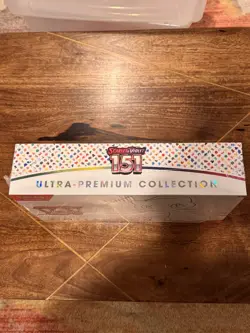 SCARLET & VIOLET
151
ULTRA-PREMIUM COLLECTION